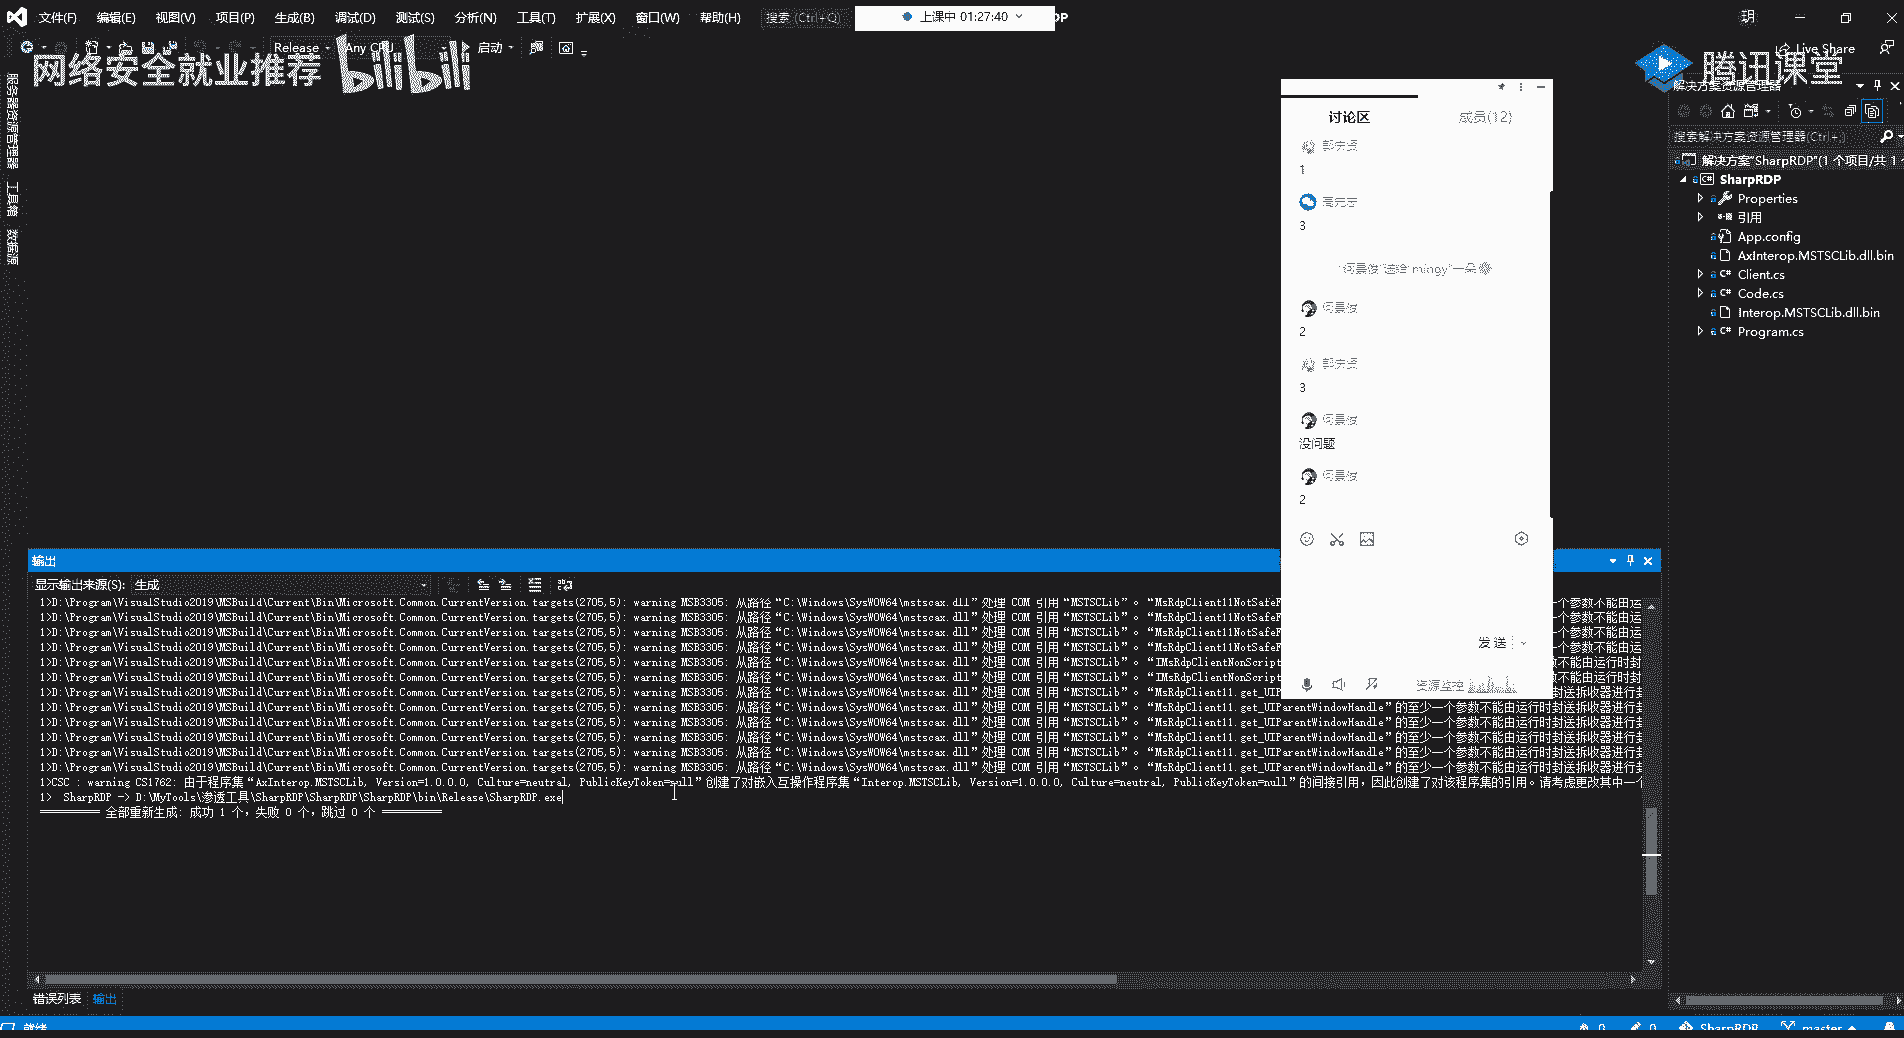 文件(F) 编辑(E) 视图(V) 项目(P) 生成(B) 调试(D) 测试(S) 分析(N) 工具(T) 扩展(X) 窗口(W) 帮助(H) 搜索 (Ctrl+Q)
上课中 01:27:40
DP
Release Any CPU 启动
Live Share
网络安全就业推荐 bilibili
腾讯课堂
服务器资源管理器
工具箱
数据源
讨论区 成员(12)
1
3
2
3
没问题
2
发送
资源监控
解决方案资源管理器
搜索解决方案资源管理器(Ctrl+;)
解决方案"SharpRDP"(1 个项目/共 1
SharpRDP
Properties
引用
App.config
AxInterop.MSTSCLib.dll.bin
Client.cs
Code.cs
Interop.MSTSCLib.dll.bin
Program.cs
输出
显示输出来源(S): 生成
1>D:\Program\VisualStudio2019\MSBuild\Current\Bin\Microsoft.Common.CurrentVersion.targets(2705,5): warning MSB3305: 从路径“C:\Windows\SysWOW64\mstscax.dll”处理 COM 引用“MSTSCLib”。“MsRdpClient11NotSafeF 一个参数不能由运
1>D:\Program\VisualStudio2019\MSBuild\Current\Bin\Microsoft.Common.CurrentVersion.targets(2705,5): warning MSB3305: 从路径“C:\Windows\SysWOW64\mstscax.dll”处理 COM 引用“MSTSCLib”。“MsRdpClient11NotSafeF 一个参数不能由运
1>D:\Program\VisualStudio2019\MSBuild\Current\Bin\Microsoft.Common.CurrentVersion.targets(2705,5): warning MSB3305: 从路径“C:\Windows\SysWOW64\mstscax.dll”处理 COM 引用“MSTSCLib”。“MsRdpClient11NotSafeF 一个参数不能由运
1>D:\Program\VisualStudio2019\MSBuild\Current\Bin\Microsoft.Common.CurrentVersion.targets(2705,5): warning MSB3305: 从路径“C:\Windows\SysWOW64\mstscax.dll”处理 COM 引用“MSTSCLib”。“MsRdpClient11NotSafeF 一个参数不能由运
1>D:\Program\VisualStudio2019\MSBuild\Current\Bin\Microsoft.Common.CurrentVersion.targets(2705,5): warning MSB3305: 从路径“C:\Windows\SysWOW64\mstscax.dll”处理 COM 引用“MSTSCLib”。“IMsRdpClientNonScript 数不能由运行时封
1>D:\Program\VisualStudio2019\MSBuild\Current\Bin\Microsoft.Common.CurrentVersion.targets(2705,5): warning MSB3305: 从路径“C:\Windows\SysWOW64\mstscax.dll”处理 COM 引用“MSTSCLib”。“IMsRdpClientNonScript 数不能由运行时封
1>D:\Program\VisualStudio2019\MSBuild\Current\Bin\Microsoft.Common.CurrentVersion.targets(2705,5): warning MSB3305: 从路径“C:\Windows\SysWOW64\mstscax.dll”处理 COM 引用“MSTSCLib”。“MsRdpClient11.get_UIP 封送拆收器进行封
1>D:\Program\VisualStudio2019\MSBuild\Current\Bin\Microsoft.Common.CurrentVersion.targets(2705,5): warning MSB3305: 从路径“C:\Windows\SysWOW64\mstscax.dll”处理 COM 引用“MSTSCLib”。“MsRdpClient11.get_UIParentWindowHandle”的至少一个参数不能由运行时封送拆收器进行封
1>D:\Program\VisualStudio2019\MSBuild\Current\Bin\Microsoft.Common.CurrentVersion.targets(2705,5): warning MSB3305: 从路径“C:\Windows\SysWOW64\mstscax.dll”处理 COM 引用“MSTSCLib”。“MsRdpClient11.get_UIParentWindowHandle”的至少一个参数不能由运行时封送拆收器进行封
1>D:\Program\VisualStudio2019\MSBuild\Current\Bin\Microsoft.Common.CurrentVersion.targets(2705,5): warning MSB3305: 从路径“C:\Windows\SysWOW64\mstscax.dll”处理 COM 引用“MSTSCLib”。“MsRdpClient11.get_UIParentWindowHandle”的至少一个参数不能由运行时封送拆收器进行封
1>D:\Program\VisualStudio2019\MSBuild\Current\Bin\Microsoft.Common.CurrentVersion.targets(2705,5): warning MSB3305: 从路径“C:\Windows\SysWOW64\mstscax.dll”处理 COM 引用“MSTSCLib”。“MsRdpClient11.get_UIParentWindowHandle”的至少一个参数不能由运行时封送拆收器进行封
1>D:\Program\VisualStudio2019\MSBuild\Current\Bin\Microsoft.Common.CurrentVersion.targets(2705,5): warning MSB3305: 从路径“C:\Windows\SysWOW64\mstscax.dll”处理 COM 引用“MSTSCLib”。“MsRdpClient11.get_UIParentWindowHandle”的至少一个参数不能由运行时封送拆收器进行封
1>CSC : warning CS1762: 由于程序集“AxInterop.MSTSCLib, Version=1.0.0.0, Culture=neutral, PublicKeyToken=null”创建了对嵌入互操作程序集“Interop.MSTSCLib, Version=1.0.0.0, Culture=neutral, PublicKeyToken=null”的间接引用，因此创建了对该程序集的引用。请考虑更改其中一个
1> SharpRDP -> D:\MyTools\渗透工具\SharpRDP\SharpRDP\SharpRDP\bin\Release\SharpRDP.exe
========== 全部重新生成: 成功 1 个，失败 0 个，跳过 0 个 ==========
错误列表 输出
就绪
0 0 SharpRDP master